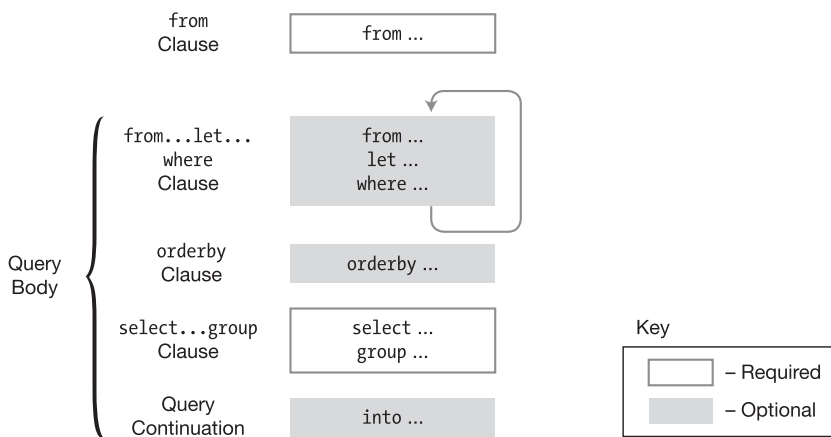 from
Clause
from ...
from...let...
where
Clause
from ...
let ...
where ...
Query
Body
orderby
Clause
orderby ...
select...group
Clause
select ...
group ...
Query
Continuation
into ...
Key
– Required
– Optional